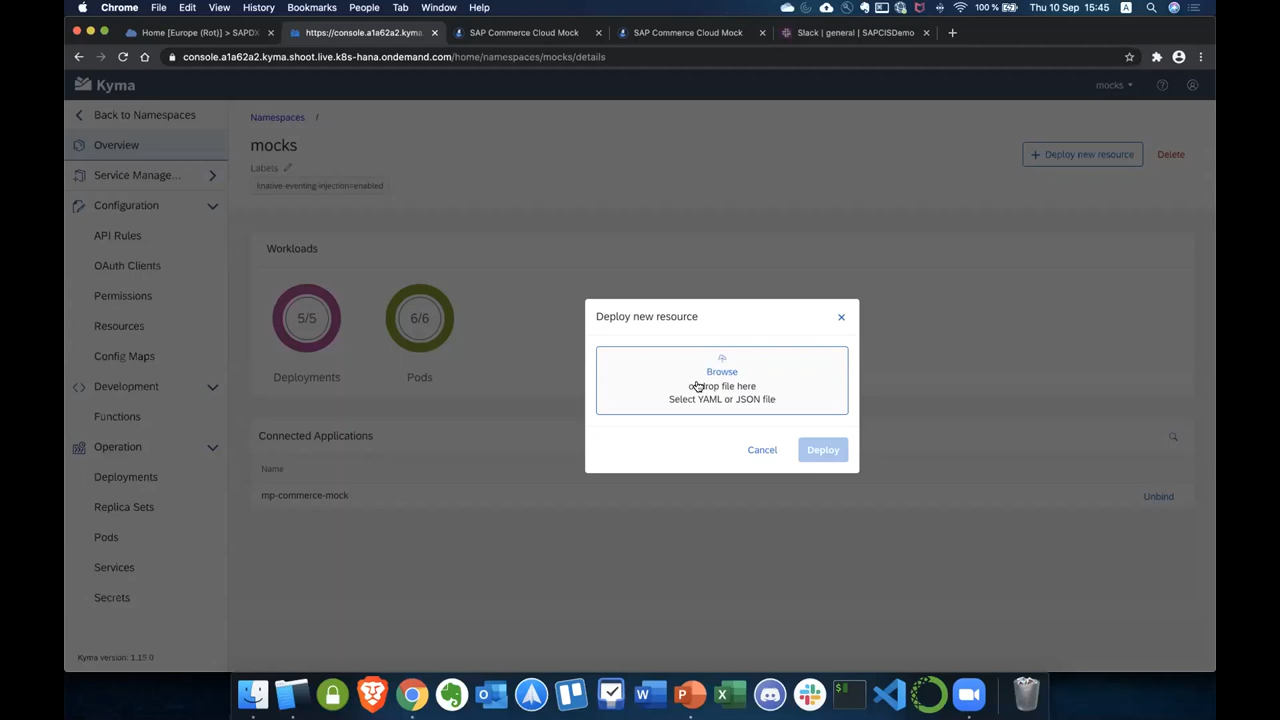 Chrome File Edit View History Bookmarks People Tab Window Help 100 % Thu 10 Sep 15:45 A
Home [Europe (Rot)] > SAPDX
https://console.a1a62a2.kyma
SAP Commerce Cloud Mock
SAP Commerce Cloud Mock
Slack | general | SAPCISDemo
console.a1a62a2.kyma.shoot.live.k8s-hana.ondemand.com/home/namespaces/mocks/details
Kyma
mocks
Back to Namespaces
Overview
Service Manage...
Configuration
API Rules
OAuth Clients
Permissions
Resources
Config Maps
Development
Functions
Operation
Deployments
Replica Sets
Pods
Services
Secrets
Kyma version: 1.15.0
Namespaces /
mocks
Labels
knative-eventing-injection=enabled
+ Deploy new resource
Delete
Workloads
5/5
6/6
Deployments
Pods
Connected Applications
Name
mp-commerce-mock
Unbind
Deploy new resource
Browse
or drop file here
Select YAML or JSON file
Cancel
Deploy